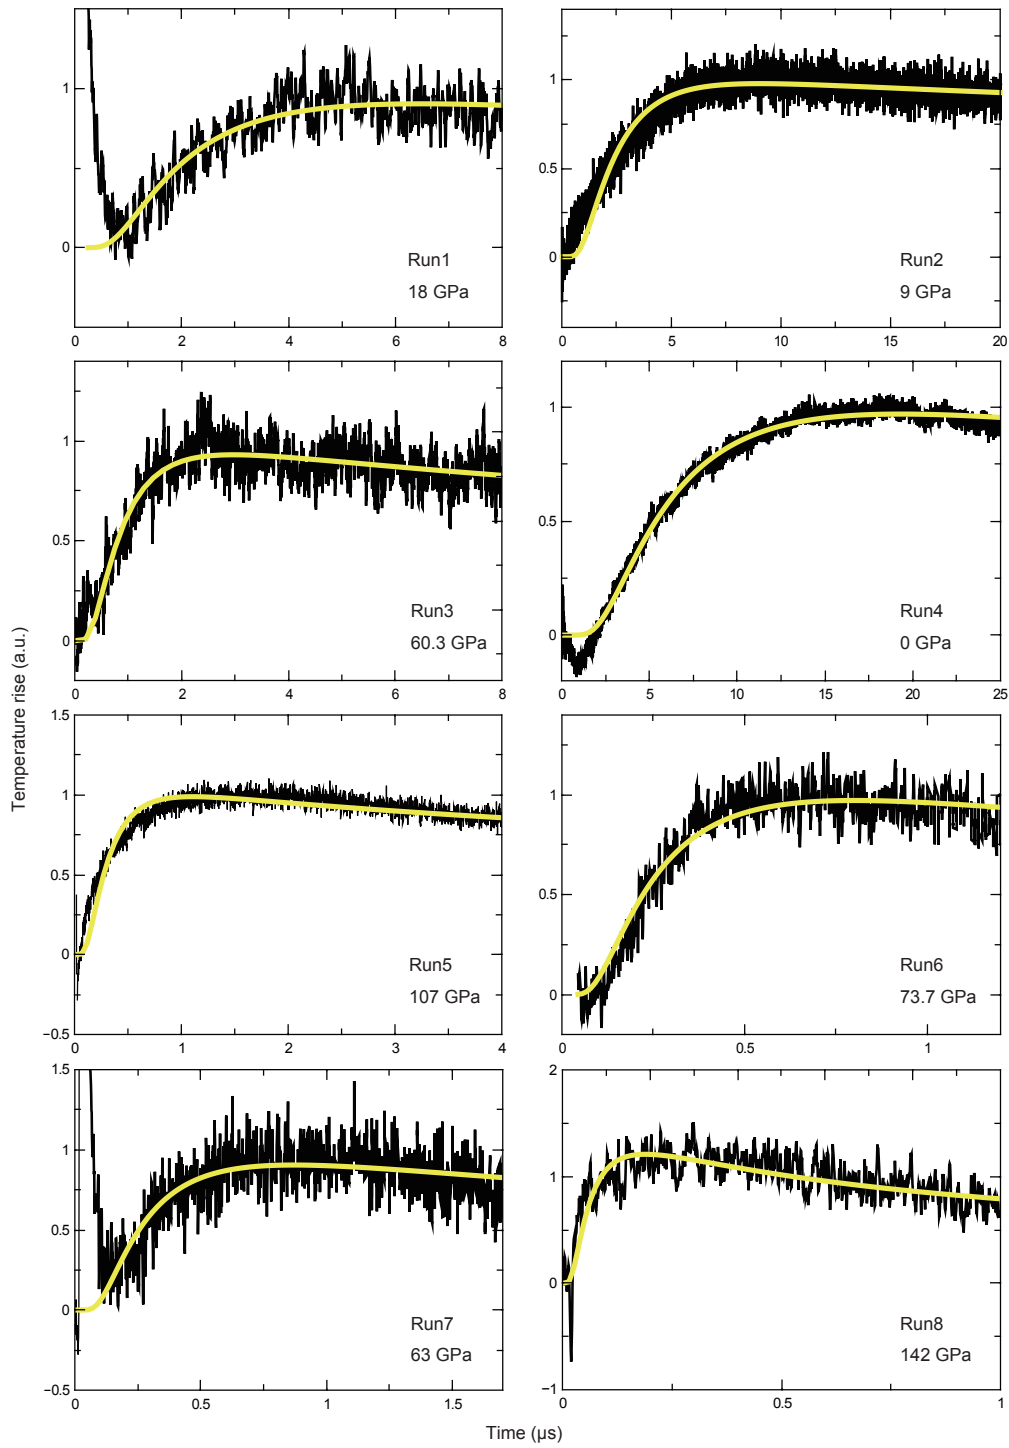 1
0
Run1
18 GPa
0 2 4 6 8
1
0.5
0
Run2
9 GPa
0 5 10 15 20
1
0.5
0
Run3
60.3 GPa
0 2 4 6 8
1
0.5
0
Run4
0 GPa
0 5 10 15 20 25
Temperature rise (a.u.)
1.5
1
0.5
0
−0.5
Run5
107 GPa
0 1 2 3 4
1
0.5
0
Run6
73.7 GPa
0 0.5 1
1.5
1
0.5
0
−0.5
Run7
63 GPa
0 0.5 1 1.5
2
1
0
−1
Run8
142 GPa
0 0.5 1
Time (µs)